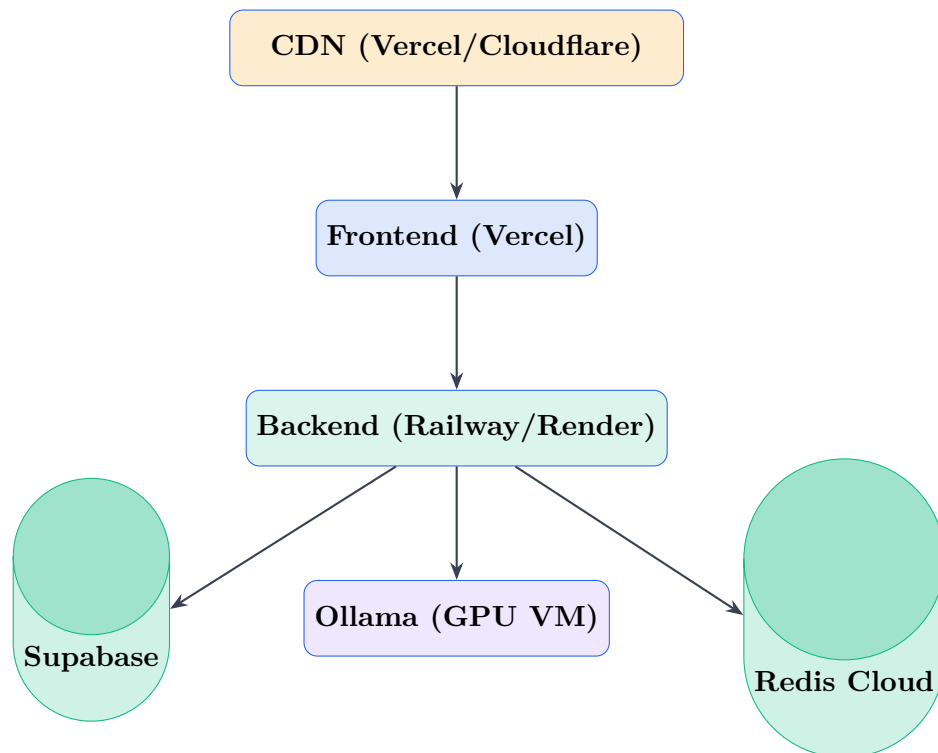 CDN (Vercel/Cloudflare)
Frontend (Vercel)
Backend (Railway/Render)
Supabase
Ollama (GPU VM)
Redis Cloud